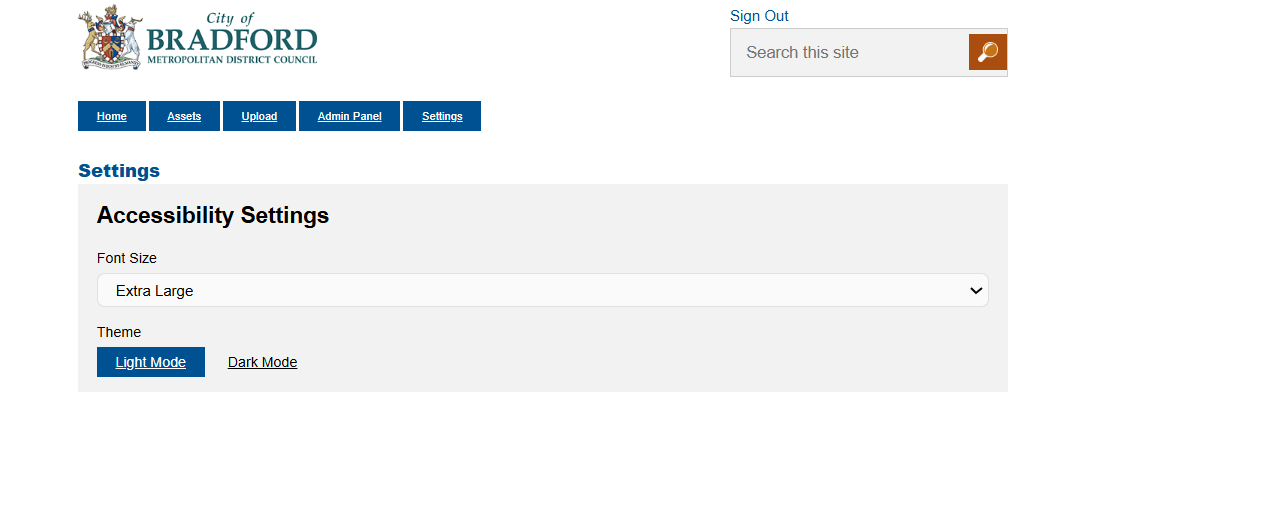 City of
BRADFORD
METROPOLITAN DISTRICT COUNCIL
Sign Out
Search this site
Home
Assets
Upload
Admin Panel
Settings
Settings
Accessibility Settings
Font Size
Extra Large
Theme
Light Mode
Dark Mode